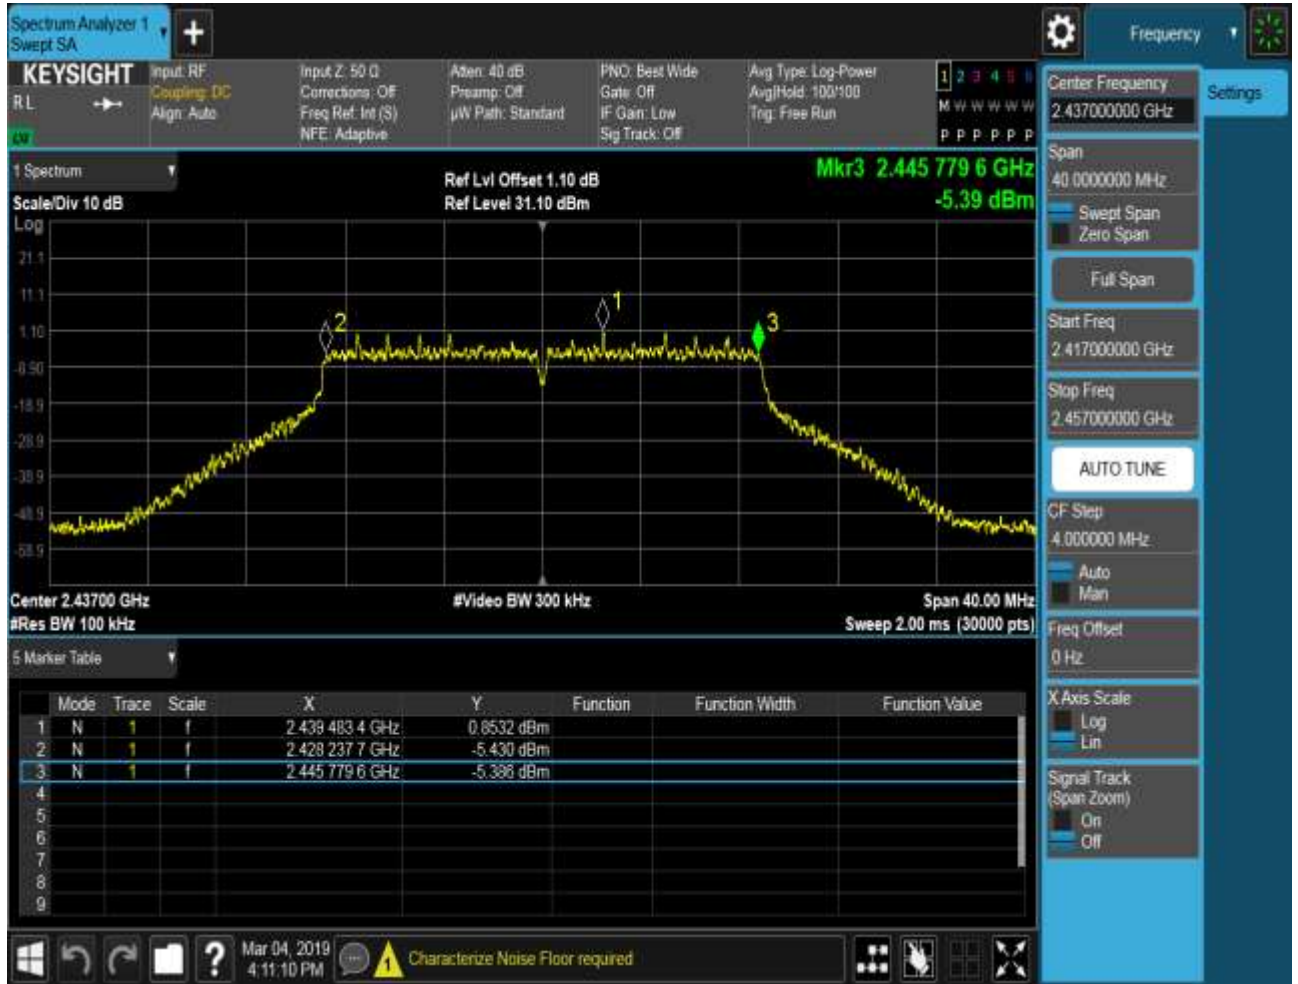 Spectrum Analyzer 1
Swept SA
Frequency
KEYSIGHT
RL
Input: RF
Coupling: DC
Align: Auto
Input Z: 50 Ω
Corrections: Off
Freq Ref: Int (S)
NFE: Adaptive
Atten: 40 dB
Preamp: Off
µW Path: Standard
PNO: Best Wide
Gate: Off
IF Gain: Low
Sig Track: Off
Avg Type: Log-Power
Avg|Hold: 100/100
Trig: Free Run
1 2 3 4 5 6
M W W W W W
P P P P P P
1 Spectrum
Scale/Div 10 dB
Ref Lvl Offset 1.10 dB
Ref Level 31.10 dBm
Mkr3 2.445 779 6 GHz
-5.39 dBm
Log
21.1
11.1
1.10
-8.90
-18.9
-28.9
-38.9
-48.9
-58.9
2
1
3
Center 2.43700 GHz
#Res BW 100 kHz
#Video BW 300 kHz
Span 40.00 MHz
Sweep 2.00 ms (30000 pts)
5 Marker Table
Mode Trace Scale X Y Function Function Width Function Value
1 N 1 f 2.439 483 4 GHz 0.8532 dBm
2 N 1 f 2.428 237 7 GHz -5.430 dBm
3 N 1 f 2.445 779 6 GHz -5.386 dBm
4
5
6
7
8
9
Mar 04, 2019
4:11:10 PM
1
Characterize Noise Floor required
?
Center Frequency
2.437000000 GHz
Settings
Span
40.0000000 MHz
Swept Span
Zero Span
Full Span
Start Freq
2.417000000 GHz
Stop Freq
2.457000000 GHz
AUTO TUNE
CF Step
4.000000 MHz
Auto
Man
Freq Offset
0 Hz
X Axis Scale
Log
Lin
Signal Track
(Span Zoom)
On
Off